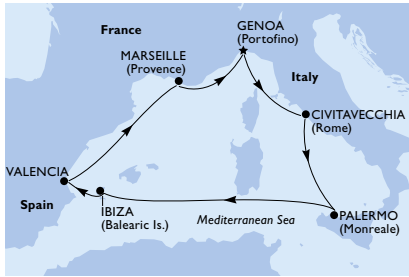 GENOA
(Portofino)
France
MARSEILLE
(Provence)
Italy
CIVITAVECCHIA
(Rome)
VALENCIA
Spain
IBIZA
(Balearic Is.)
Mediterranean Sea
PALERMO
(Monreale)